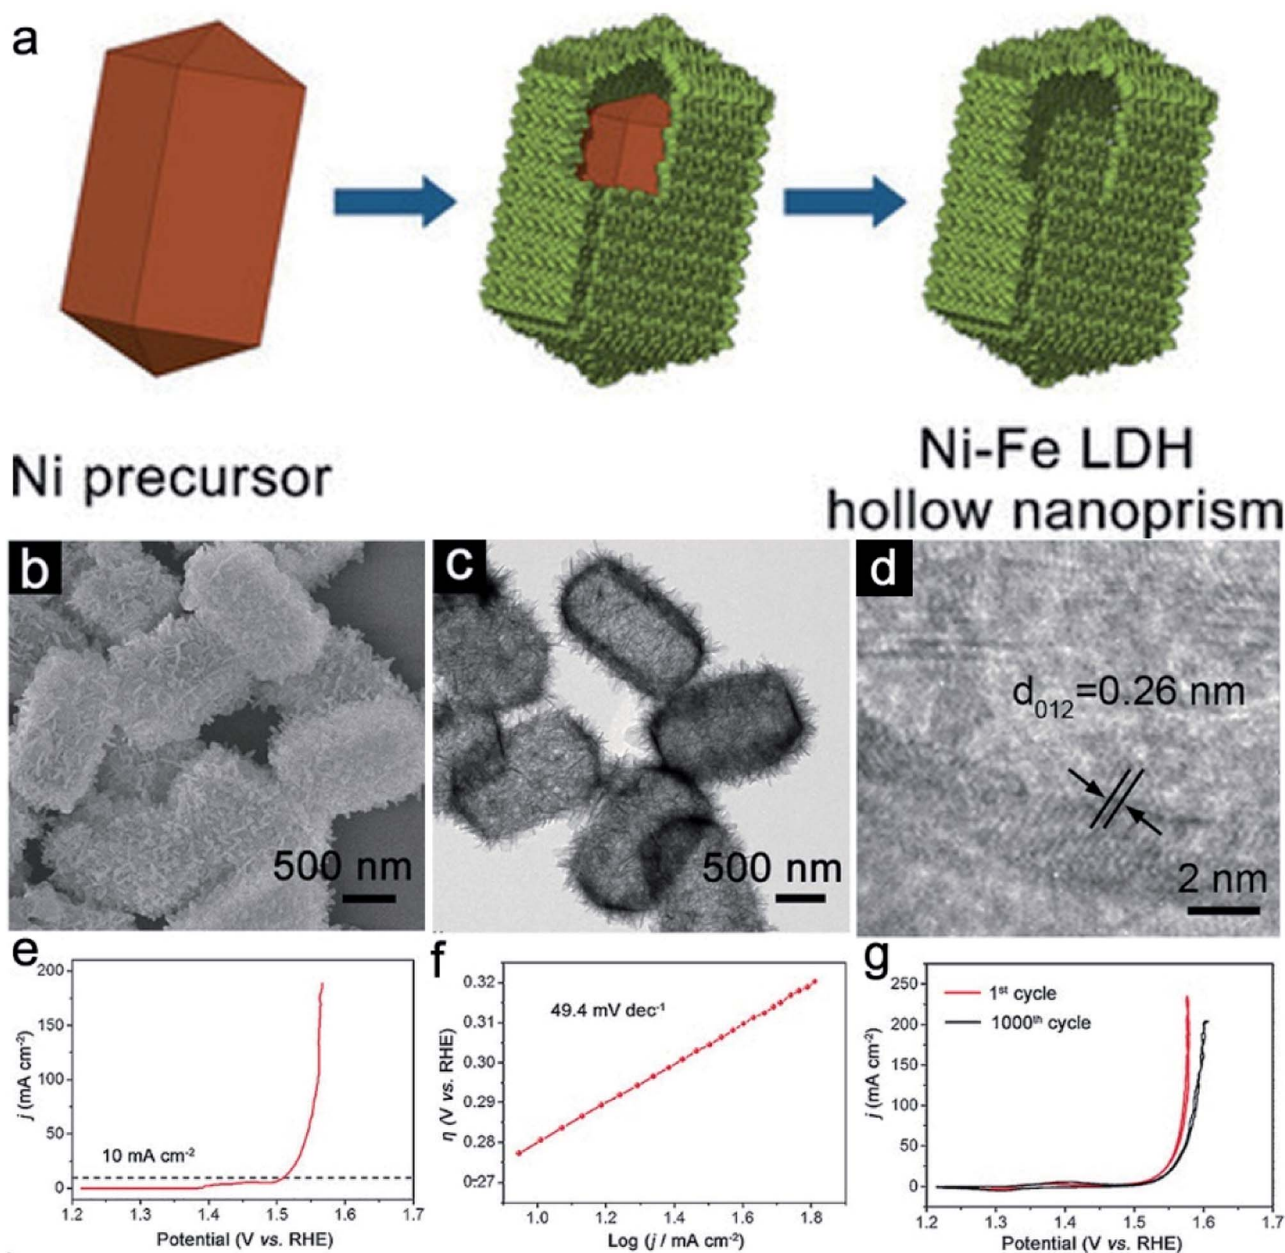 a
Ni precursor
Ni-Fe LDH
hollow nanoprism
b
500 nm
c
500 nm
d
d₀₁₂=0.26 nm
2 nm
e
200
150
100
50
0
j (mA cm⁻²)
10 mA cm⁻²
1.2 1.3 1.4 1.5 1.6 1.7
Potential (V vs. RHE)
f
0.32
0.31
0.30
0.29
0.28
0.27
η (V vs. RHE)
49.4 mV dec⁻¹
1.0 1.2 1.4 1.6 1.8
Log (j / mA cm⁻²)
g
250
200
150
100
50
0
j (mA cm⁻²)
1ˢᵗ cycle
1000ᵗʰ cycle
1.2 1.3 1.4 1.5 1.6 1.7
Potential (V vs. RHE)